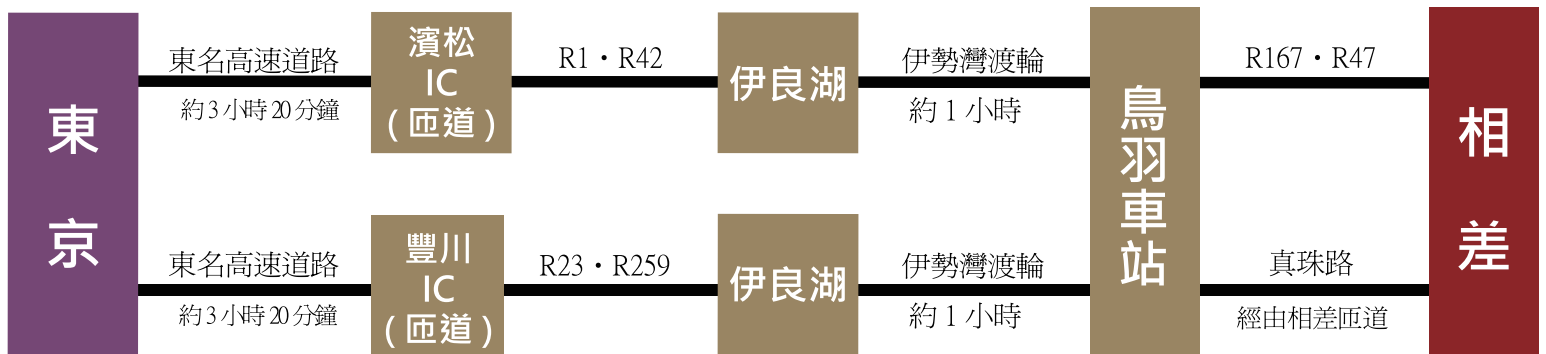 東京
東名高速道路
約3小時20分鐘
濱松
IC
(匝道)
R1・R42
伊良湖
伊勢灣渡輪
約1小時
鳥羽車站
R167・R47
相差
東名高速道路
約3小時20分鐘
豐川
IC
(匝道)
R23・R259
伊良湖
伊勢灣渡輪
約1小時
真珠路
經由相差匝道